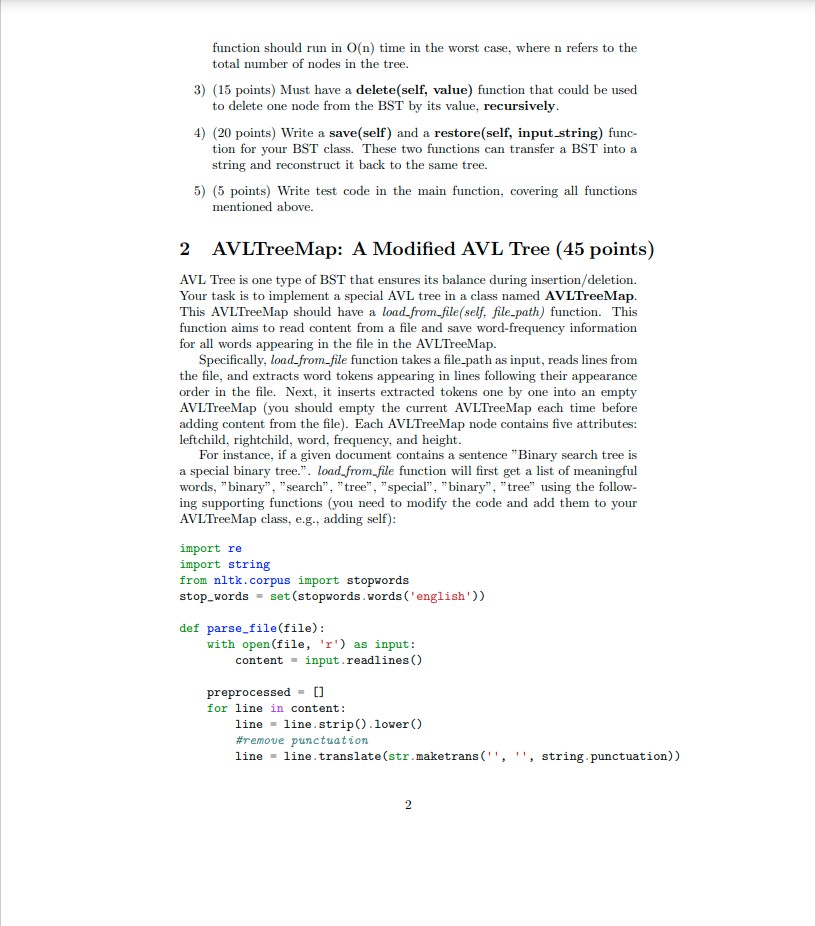 function should run in O(n) time in the worst case, where n refers to the
total number of nodes in the tree.
3) (15 points) Must have a delete(self, value) function that could be used
to delete one node from the BST by its value, recursively.
4) (20 points) Write a save(self) and a restore(self, input_string) func-
tion for your BST class. These two functions can transfer a BST into a
string and reconstruct it back to the same tree.
5) (5 points) Write test code in the main function, covering all functions
mentioned above.
2 AVLTreeMap: A Modified AVL Tree (45 points)
AVL Tree is one type of BST that ensures its balance during insertion/deletion.
Your task is to implement a special AVL tree in a class named AVLTreeMap.
This AVLTreeMap should have a load_from_file(self, file_path) function. This
function aims to read content from a file and save word-frequency information
for all words appearing in the file in the AVLTreeMap.
Specifically, load_from_file function takes a file_path as input, reads lines from
the file, and extracts word tokens appearing in lines following their appearance
order in the file. Next, it inserts extracted tokens one by one into an empty
AVLTreeMap (you should empty the current AVLTreeMap each time before
adding content from the file). Each AVLTreeMap node contains five attributes:
leftchild, rightchild, word, frequency, and height.
For instance, if a given document contains a sentence ”Binary search tree is
a special binary tree.”. load_from_file function will first get a list of meaningful
words, ”binary”, ”search”, ”tree”, ”special”, ”binary”, ”tree” using the follow-
ing supporting functions (you need to modify the code and add them to your
AVLTreeMap class, e.g., adding self):
import re
import string
from nltk.corpus import stopwords
stop_words = set(stopwords.words('english'))
def parse_file(file):
with open(file, 'r') as input:
content = input.readlines()
preprocessed = []
for line in content:
line = line.strip().lower()
#remove punctuation
line = line.translate(str.maketrans('', '', string.punctuation))
2